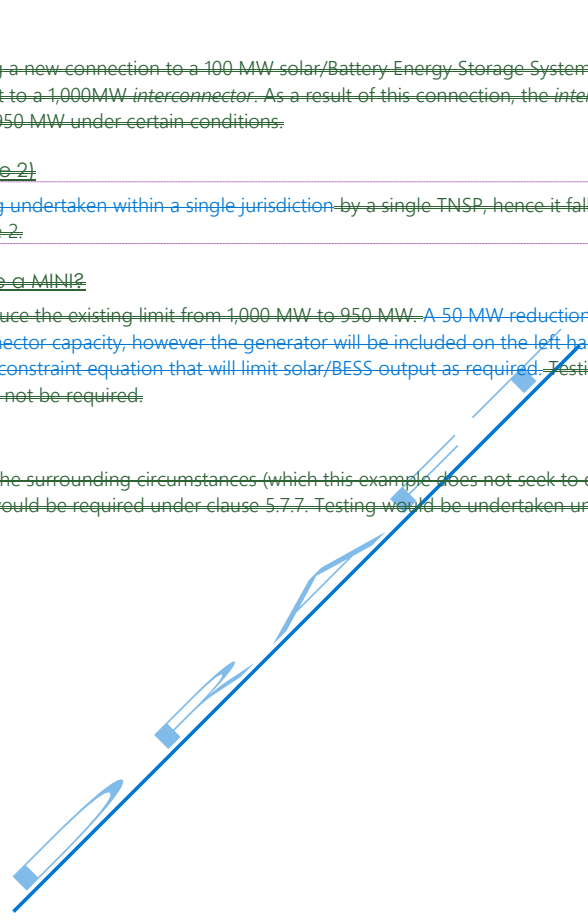 g a new connection to a 100 MW solar/Battery Energy Storage System
t to a 1,000MW interconnector. As a result of this connection, the inter
950 MW under certain conditions.
e 2)
g undertaken within a single jurisdiction by a single TNSP, hence it fal
e 2.
e a MINI?
uce the existing limit from 1,000 MW to 950 MW. A 50 MW reduction
nector capacity, however the generator will be included on the left ha
constraint equation that will limit solar/BESS output as required. Testi
not be required.
he surrounding circumstances (which this example does not seek to
would be required under clause 5.7.7. Testing would be undertaken un
DRAFT